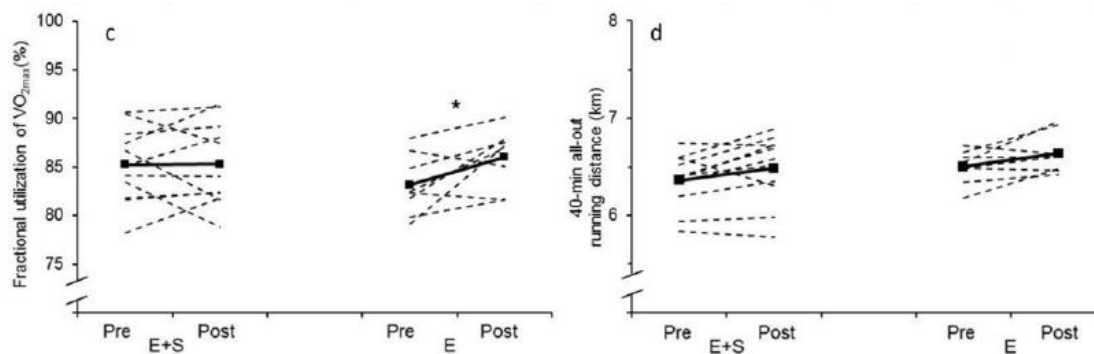 c
Fractional utilization of VO2max(%)
100
95
90
85
80
75
*
Pre Post Pre Post
E+S E
d
40-min all-out
running distance (km)
8
7
6
Pre Post Pre Post
E+S E